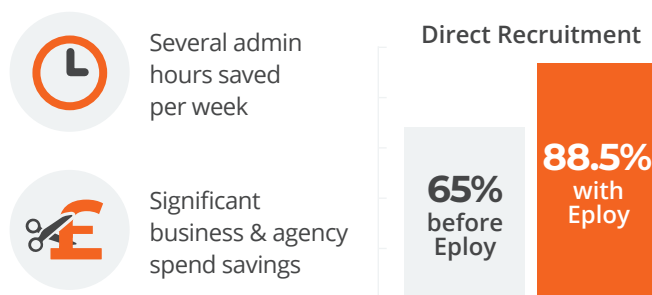 Several admin
hours saved
per week
Significant
business & agency
spend savings
Direct Recruitment
65%
before
Eploy
88.5%
with
Eploy